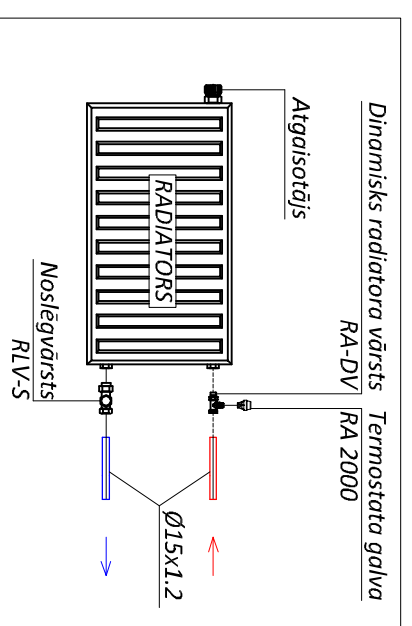 Dinamisks radiatora vārsts
RA-DV
Termostata galva
RA 2000
Atgaisotājs
RADIATORS
Noslēgvārsts
RLV-S
Ø15x1.2